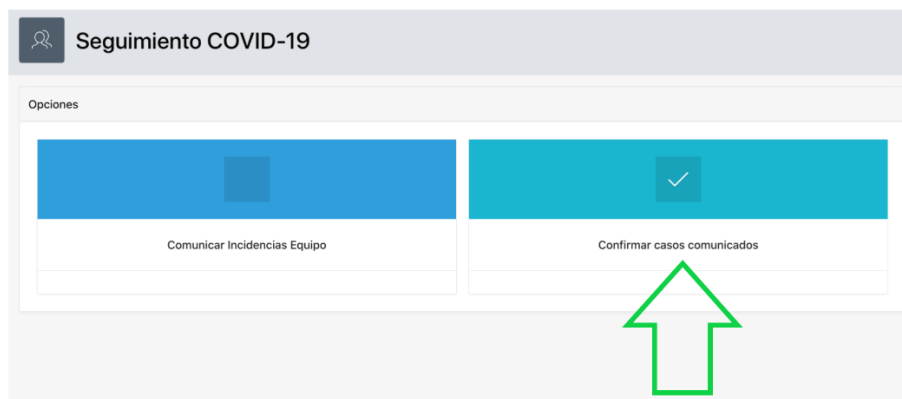 Seguimiento COVID-19
Opciones
Comunicar Incidencias Equipo
Confirmar casos comunicados